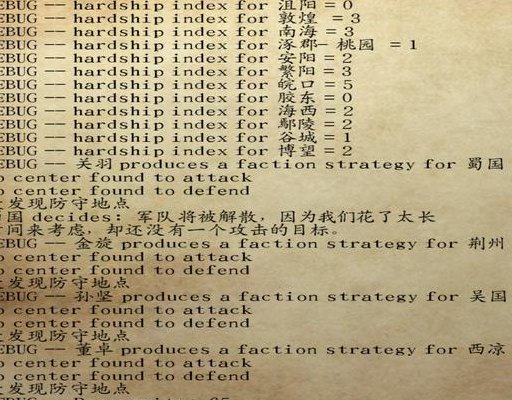 EBUG -- hardship index for 沮阳 = 0
EBUG -- hardship index for 敦煌 = 3
EBUG -- hardship index for 南海 = 3
EBUG -- hardship index for 涿郡- 桃园 = 1
EBUG -- hardship index for 安阳 = 2
EBUG -- hardship index for 繁阳 = 3
EBUG -- hardship index for 皖口 = 5
EBUG -- hardship index for 胶东 = 0
EBUG -- hardship index for 海西 = 2
EBUG -- hardship index for 鄢陵 = 2
EBUG -- hardship index for 谷城 = 1
EBUG -- hardship index for 博望 = 2
EBUG -- 关羽 produces a faction strategy for 蜀国
o center found to attack
o center found to defend
发现防守地点
国 decides: 军队将被解散，因为我们花了太长
间来考虑，却还没有一个攻击的目标。
EBUG -- 金旋 produces a faction strategy for 荆州
o center found to attack
o center found to defend
发现防守地点
EBUG -- 孙坚 produces a faction strategy for 吴国
o center found to attack
o center found to defend
发现防守地点
EBUG -- 董卓 produces a faction strategy for 西凉
o center found to attack
o center found to defend
发现防守地点